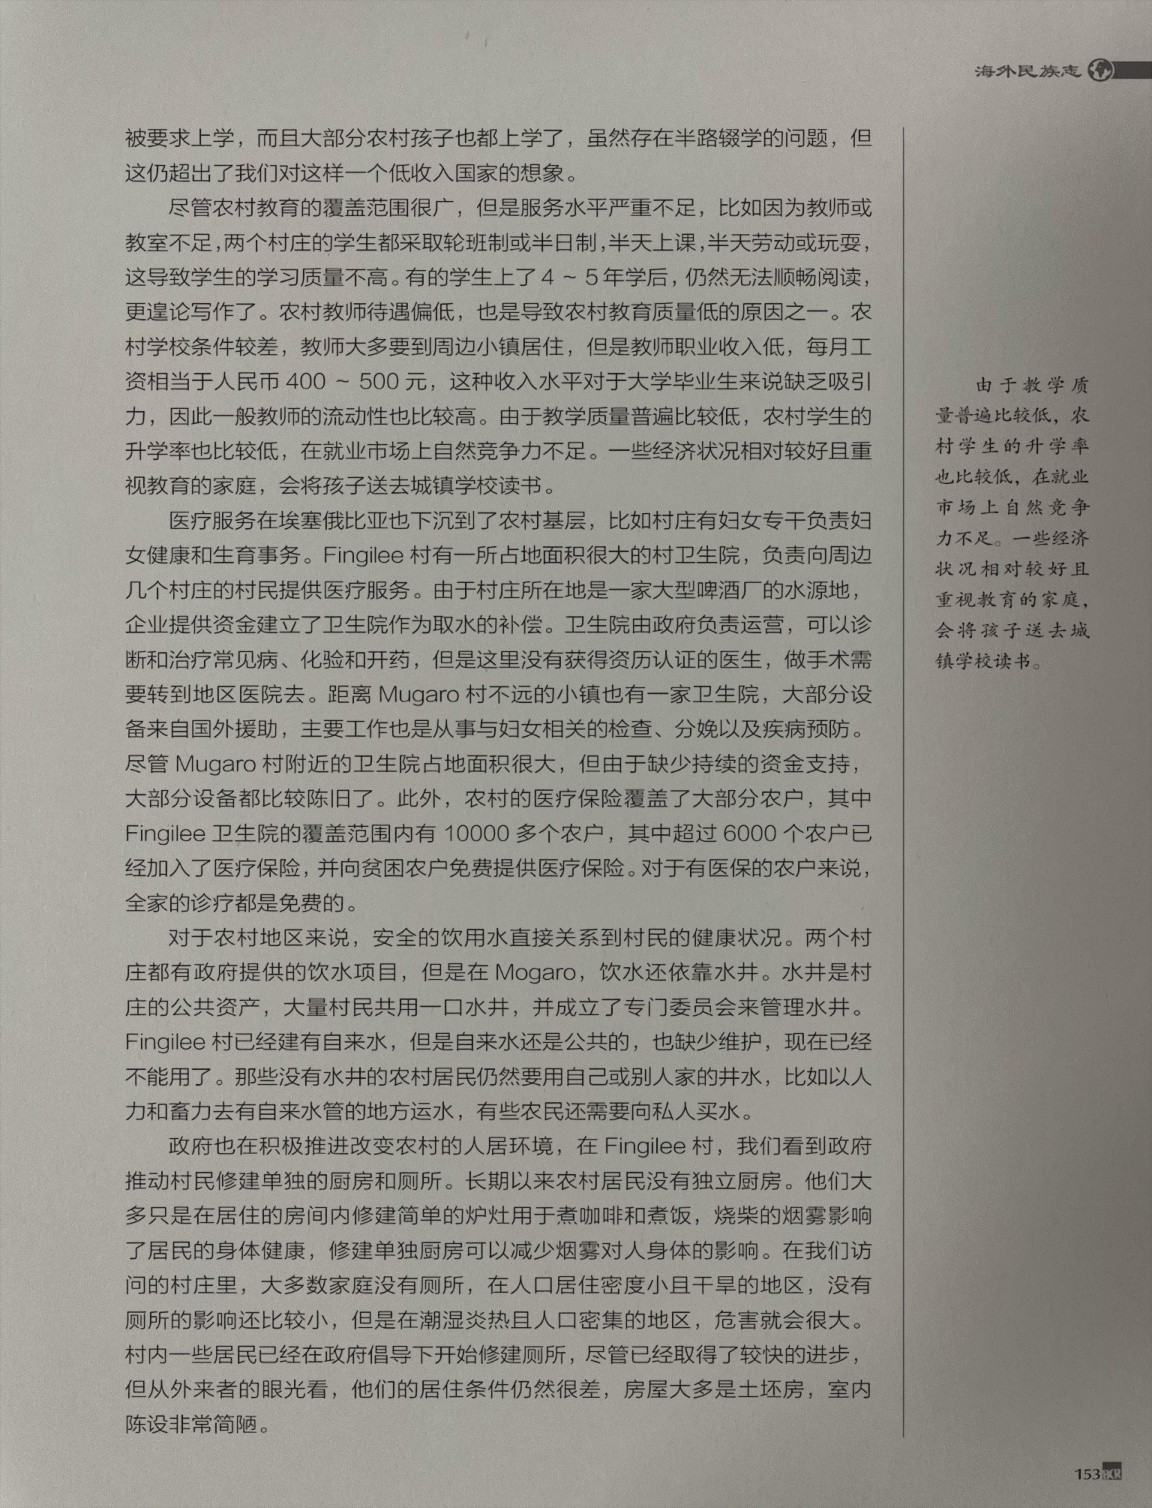 海外民族志
被要求上学，而且大部分农村孩子也都上学了，虽然存在半路辍学的问题，但
这仍超出了我们对这样一个低收入国家的想象。
尽管农村教育的覆盖范围很广，但是服务水平严重不足，比如因为教师或
教室不足，两个村庄的学生都采取轮班制或半日制，半天上课，半天劳动或玩耍，
这导致学生的学习质量不高。有的学生上了 4 ~ 5 年学后，仍然无法顺畅阅读，
更遑论写作了。农村教师待遇偏低，也是导致农村教育质量低的原因之一。农
村学校条件较差，教师大多要到周边小镇居住，但是教师职业收入低，每月工
资相当于人民币 400 ~ 500 元，这种收入水平对于大学毕业生来说缺乏吸引
力，因此一般教师的流动性也比较高。由于教学质量普遍比较低，农村学生的
升学率也比较低，在就业市场上自然竞争力不足。一些经济状况相对较好且重
视教育的家庭，会将孩子送去城镇学校读书。
医疗服务在埃塞俄比亚也下沉到了农村基层，比如村庄有妇女专干负责妇
女健康和生育事务。Fingilee 村有一所占地面积很大的村卫生院，负责向周边
几个村庄的村民提供医疗服务。由于村庄所在地是一家大型啤酒厂的水源地，
企业提供资金建立了卫生院作为取水的补偿。卫生院由政府负责运营，可以诊
断和治疗常见病、化验和开药，但是这里没有获得资历认证的医生，做手术需
要转到地区医院去。距离 Mugaro 村不远的小镇也有一家卫生院，大部分设
备来自国外援助，主要工作也是从事与妇女相关的检查、分娩以及疾病预防。
尽管 Mugaro 村附近的卫生院占地面积很大，但由于缺少持续的资金支持，
大部分设备都比较陈旧了。此外，农村的医疗保险覆盖了大部分农户，其中
Fingilee 卫生院的覆盖范围内有 10000 多个农户，其中超过 6000 个农户已
经加入了医疗保险，并向贫困农户免费提供医疗保险。对于有医保的农户来说，
全家的诊疗都是免费的。
对于农村地区来说，安全的饮用水直接关系到村民的健康状况。两个村
庄都有政府提供的饮水项目，但是在 Mogaro，饮水还依靠水井。水井是村
庄的公共资产，大量村民共用一口水井，并成立了专门委员会来管理水井。
Fingilee 村已经建有自来水，但是自来水还是公共的，也缺少维护，现在已经
不能用了。那些没有水井的农村居民仍然要用自己或别人家的井水，比如以人
力和畜力去有自来水管的地方运水，有些农民还需要向私人买水。
政府也在积极推进改变农村的人居环境，在 Fingilee 村，我们看到政府
推动村民修建单独的厨房和厕所。长期以来农村居民没有独立厨房。他们大
多只是在居住的房间内修建简单的炉灶用于煮咖啡和煮饭，烧柴的烟雾影响
了居民的身体健康，修建单独厨房可以减少烟雾对人身体的影响。在我们访
问的村庄里，大多数家庭没有厕所，在人口居住密度小且干旱的地区，没有
厕所的影响还比较小，但是在潮湿炎热且人口密集的地区，危害就会很大。
村内一些居民已经在政府倡导下开始修建厕所，尽管已经取得了较快的进步，
但从外来者的眼光看，他们的居住条件仍然很差，房屋大多是土坯房，室内
陈设非常简陋。
由于教学质
量普遍比较低，农
村学生的升学率
也比较低，在就业
市场上自然竞争
力不足。一些经济
状况相对较好且
重视教育的家庭，
会将孩子送去城
镇学校读书。
153